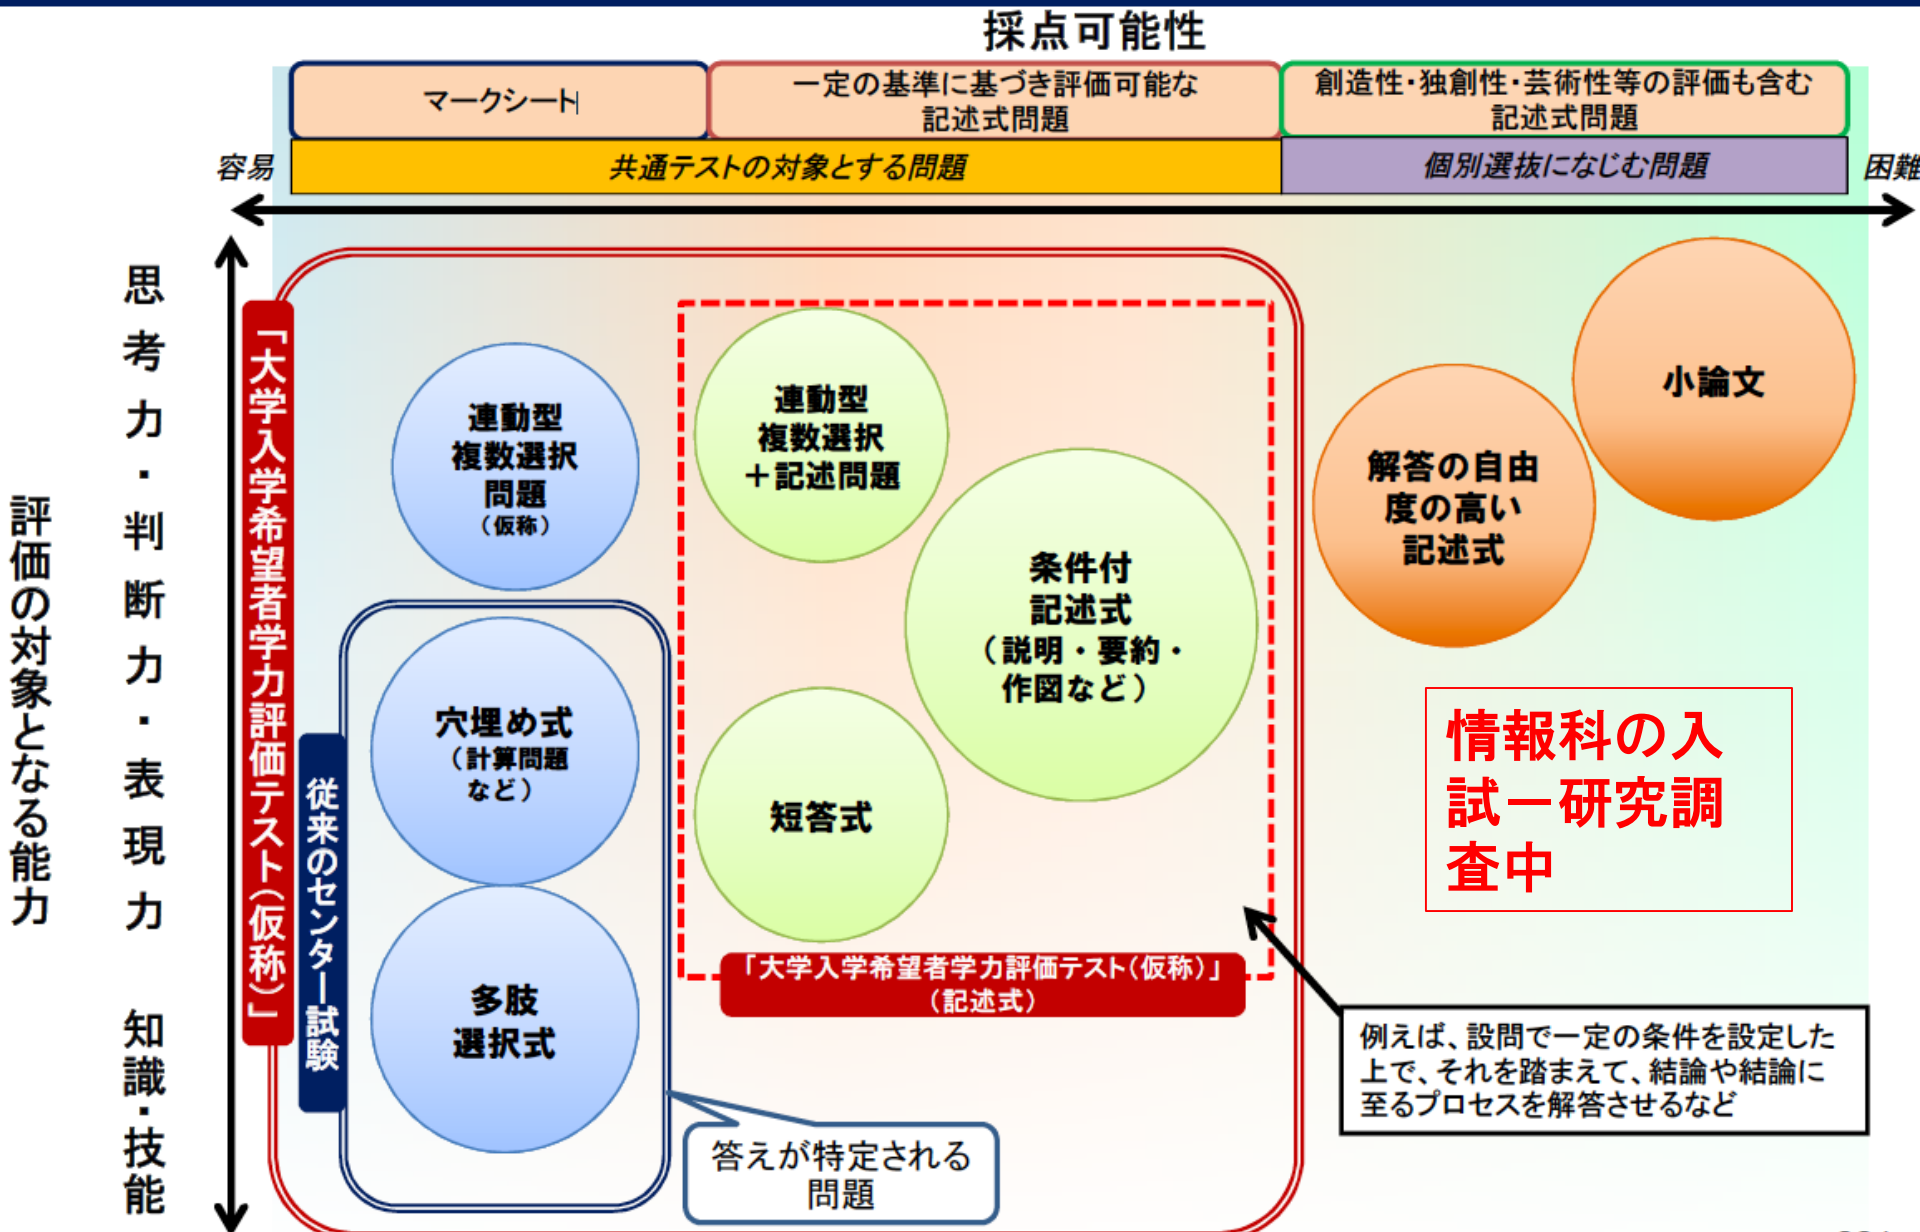 採点可能性
マークシート
一定の基準に基づき評価可能な
記述式問題
創造性・独創性・芸術性等の評価も含む
記述式問題
容易
共通テストの対象とする問題
個別選抜になじむ問題
困難
評価の対象となる能力
思考力・判断力・表現力
知識・技能
「大学入学希望者学力評価テスト(仮称)」
従来のセンター試験
連動型
複数選択
問題
（仮称）
穴埋め式
（計算問題
など）
多肢
選択式
連動型
複数選択
＋記述問題
条件付
記述式
（説明・要約・
作図など）
短答式
「大学入学希望者学力評価テスト(仮称)」
（記述式）
解答の自由
度の高い
記述式
小論文
情報科の入
試－研究調
査中
例えば、設問で一定の条件を設定した
上で、それを踏まえて、結論や結論に
至るプロセスを解答させるなど
答えが特定される
問題